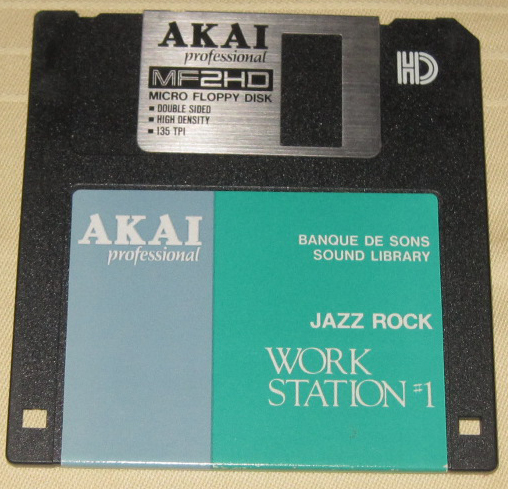 AKAI
professional
MF2HD
MICRO FLOPPY DISK
▪ DOUBLE SIDED
▪ HIGH DENSITY
▪ 135 TPI
HD
AKAI
professional
BANQUE DE SONS
SOUND LIBRARY
JAZZ ROCK
WORK
STATION #1